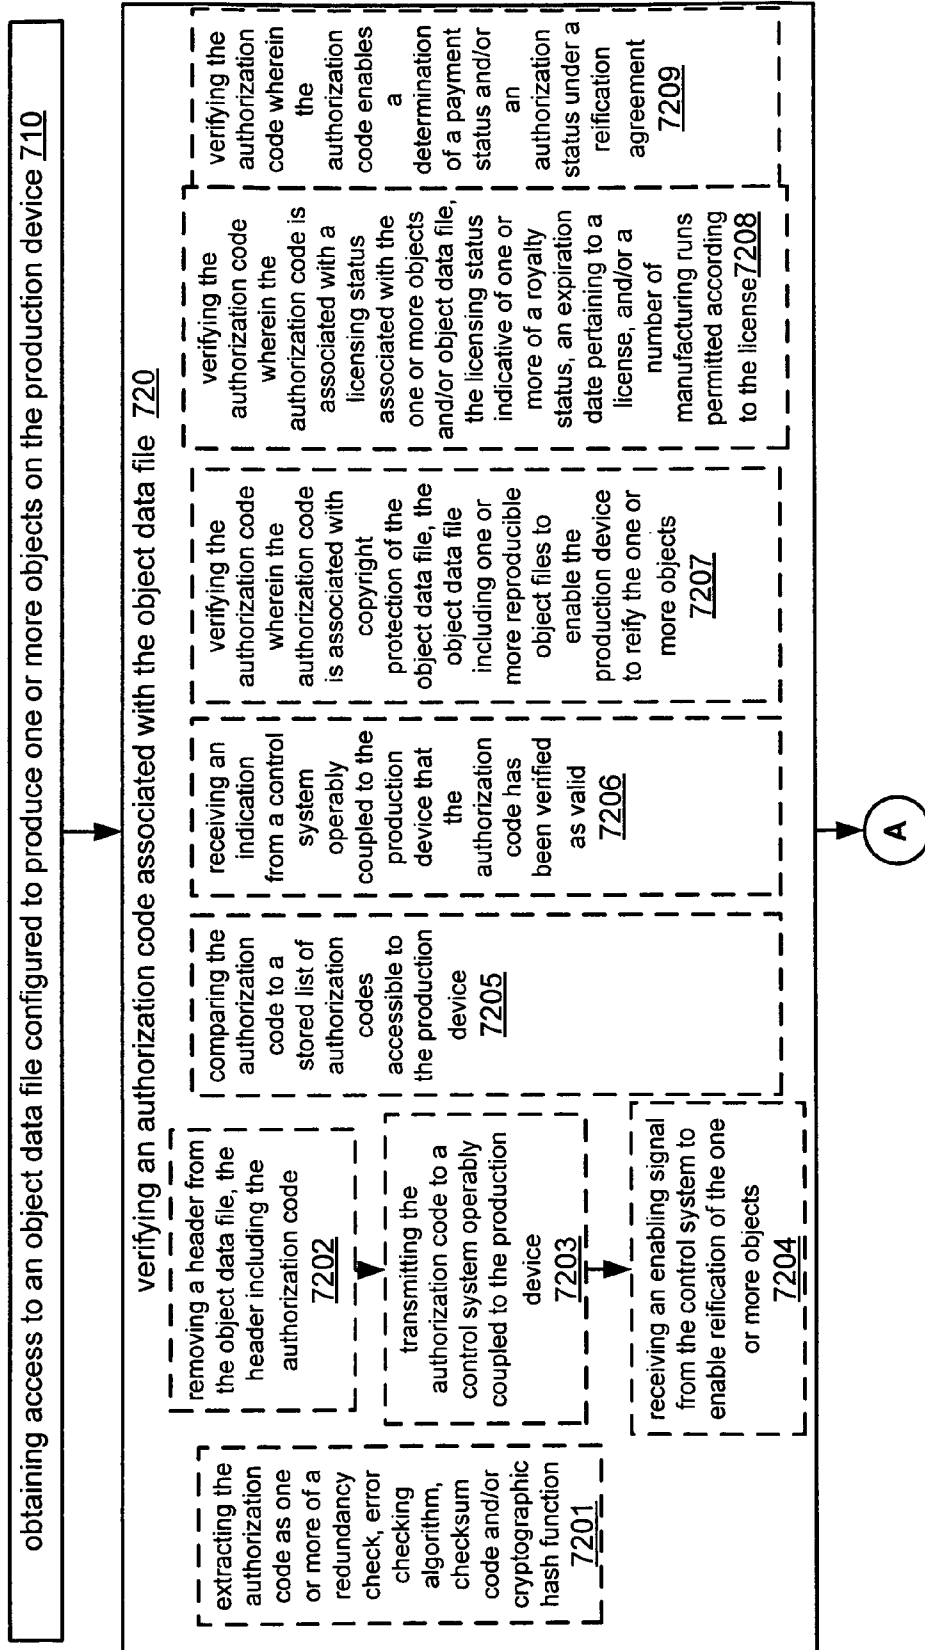 obtaining access to an object data file configured to produce one or more objects on the production device 710
verifying an authorization code associated with the object data file 720
extracting the
authorization
code as one
or more of a
redundancy
check, error
checking
algorithm,
checksum
code and/or
cryptographic
hash function
7201
removing a header from
the object data file, the
header including the
authorization code
7202
transmitting the
authorization code to a
control system operably
coupled to the production
device
7203
receiving an enabling signal
from the control system to
enable reification of the one
or more objects
7204
comparing the
authorization
code to a
stored list of
authorization
codes
accessible to
the production
device
7205
receiving an
indication
from a control
system
operably
coupled to the
production
device that
the
authorization
code has
been verified
as valid
7206
verifying the
authorization code
wherein the
authorization code
is associated with
copyright
protection of the
object data file, the
object data file
including one or
more reproducible
object files to
enable the
production device
to reify the one or
more objects
7207
verifying the
authorization code
wherein the
authorization code is
associated with a
licensing status
associated with the
one or more objects
and/or object data file,
the licensing status
indicative of one or
more of a royalty
status, an expiration
date pertaining to a
license, and/or a
number of
manufacturing runs
permitted according
to the license 7208
verifying the
authorization
code wherein
the
authorization
code enables
a
determination
of a payment
status and/or
an
authorization
status under a
reification
agreement
7209
A